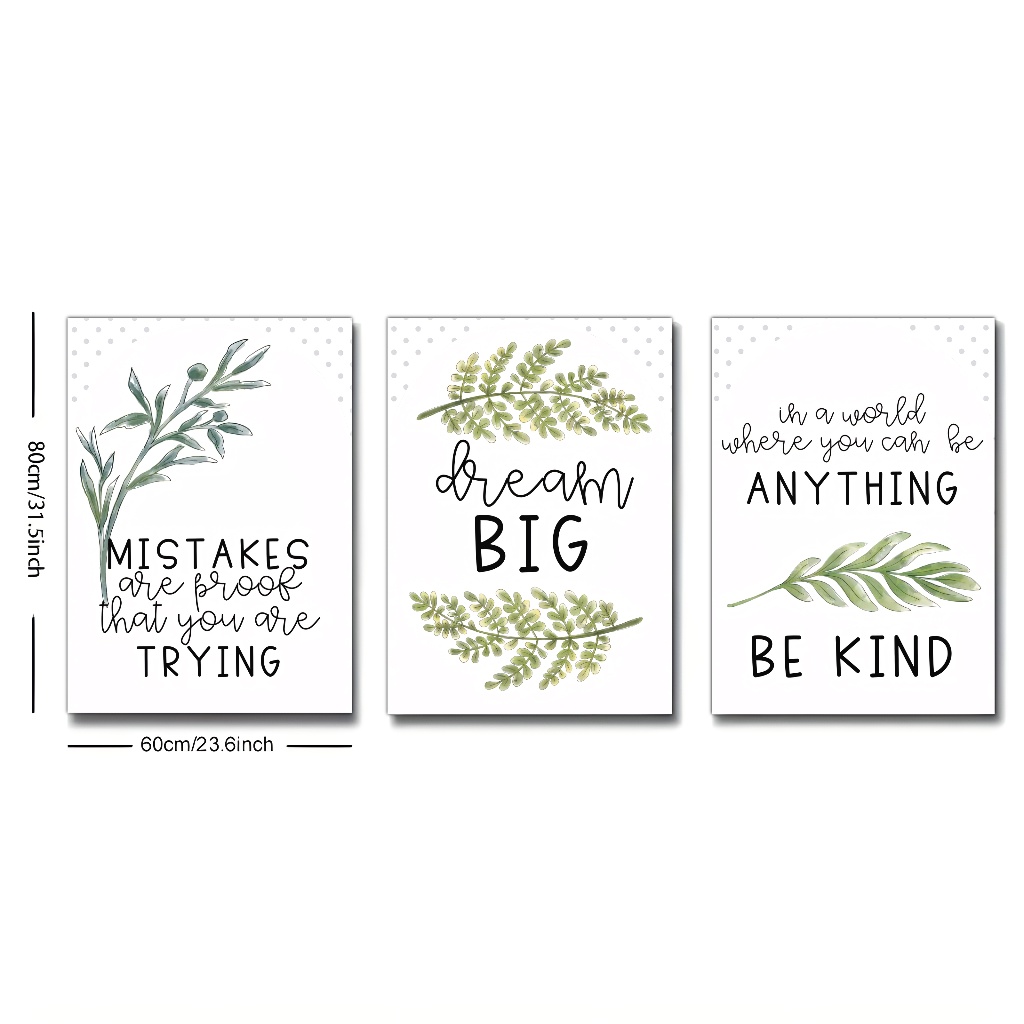 80cm/31.5inch
MISTAKES
are proof
that you are
TRYING
60cm/23.6inch
dream
BIG
in a world
where you can be
ANYTHING
BE KIND